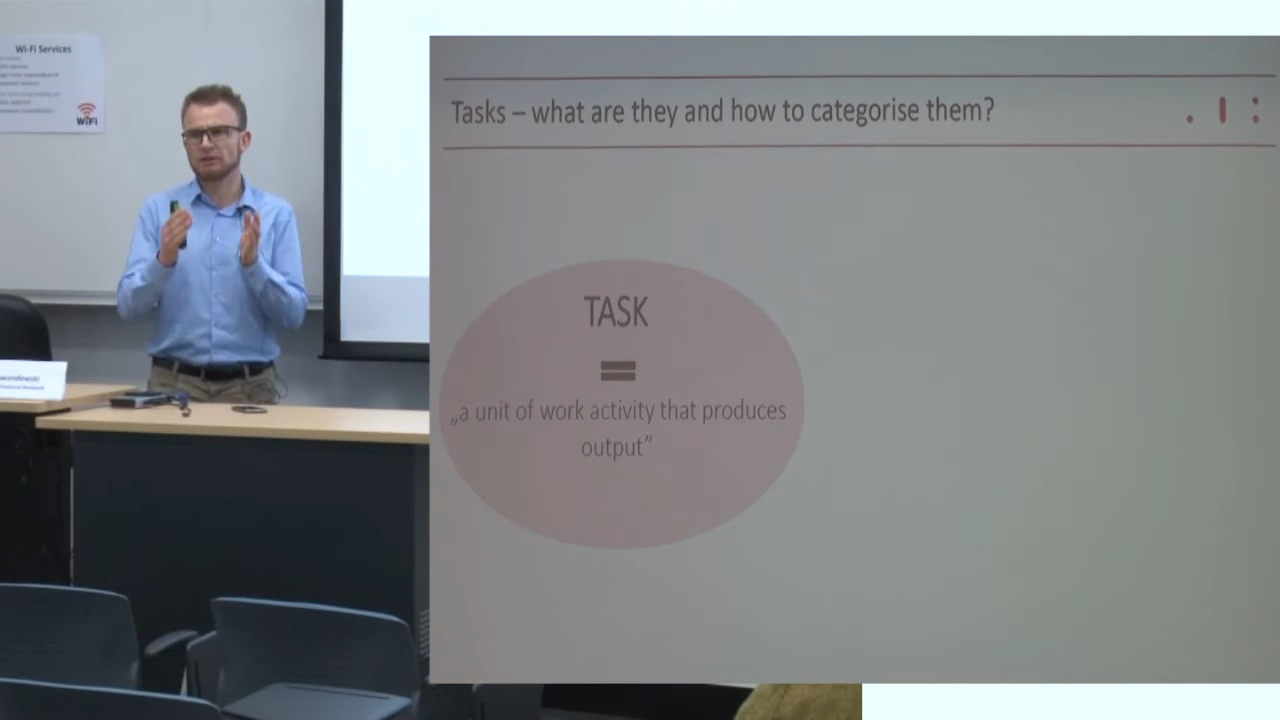 Wi-Fi Services
WiFi
Tasks – what are they and how to categorise them?
TASK
=
„a unit of work activity that produces
output”